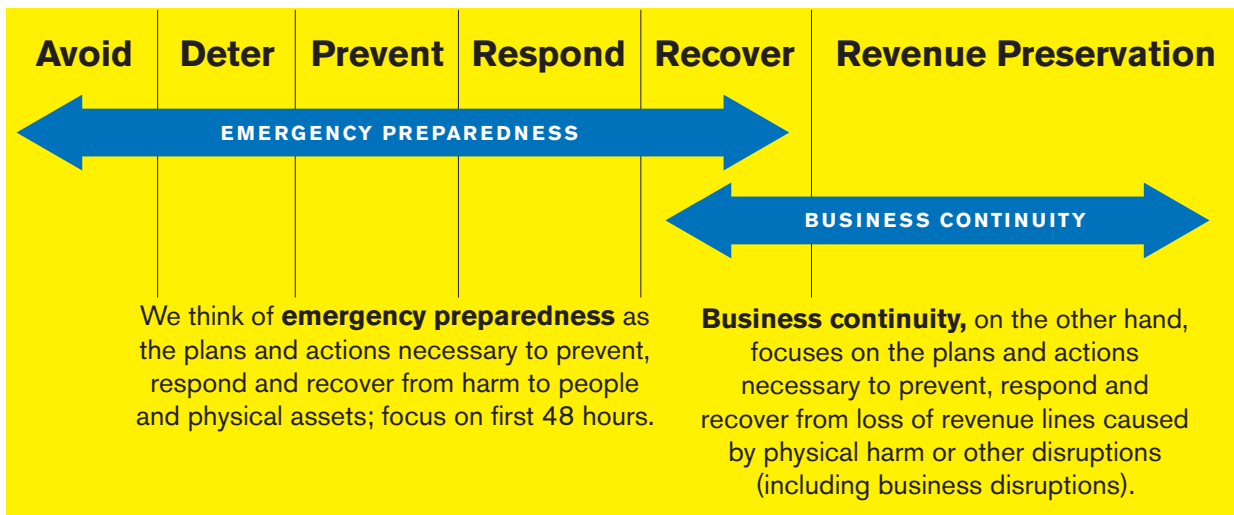 Avoid Deter Prevent Respond Recover Revenue Preservation
EMERGENCY PREPAREDNESS
BUSINESS CONTINUITY
We think of emergency preparedness as
the plans and actions necessary to prevent,
respond and recover from harm to people
and physical assets; focus on first 48 hours.
Business continuity, on the other hand,
focuses on the plans and actions
necessary to prevent, respond and
recover from loss of revenue lines caused
by physical harm or other disruptions
(including business disruptions).